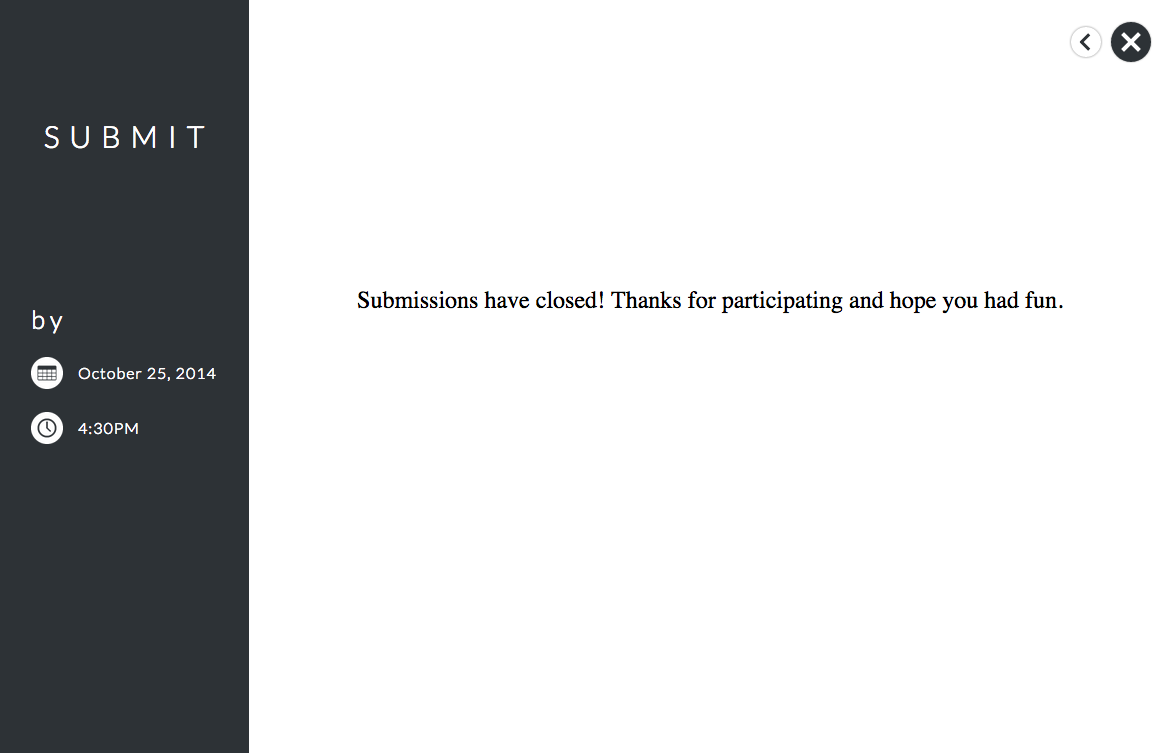 SUBMIT
by
October 25, 2014
4:30PM
Submissions have closed! Thanks for participating and hope you had fun.